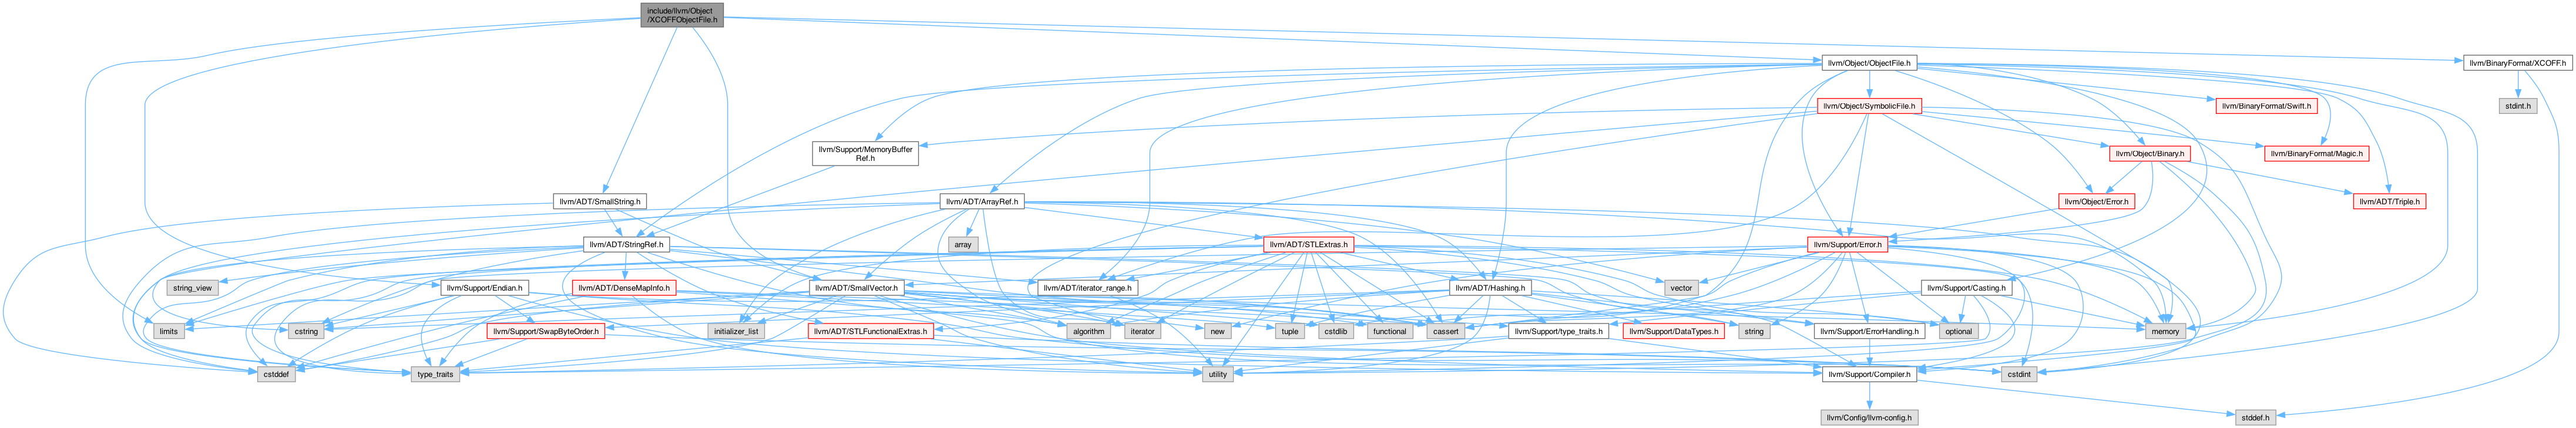 include/llvm/Object
/XCOFFObjectFile.h
llvm/Object/ObjectFile.h
llvm/BinaryFormat/XCOFF.h
llvm/Object/SymbolicFile.h
llvm/BinaryFormat/Swift.h
stdint.h
llvm/Support/MemoryBuffer
Ref.h
llvm/Object/Binary.h
llvm/BinaryFormat/Magic.h
llvm/ADT/SmallString.h
llvm/ADT/ArrayRef.h
llvm/Object/Error.h
llvm/ADT/Triple.h
llvm/ADT/StringRef.h
array
llvm/ADT/STLExtras.h
llvm/Support/Error.h
string_view
llvm/Support/Endian.h
llvm/ADT/DenseMapInfo.h
llvm/ADT/SmallVector.h
llvm/ADT/iterator_range.h
vector
llvm/ADT/Hashing.h
llvm/Support/Casting.h
limits
cstring
llvm/Support/SwapByteOrder.h
initializer_list
llvm/ADT/STLFunctionalExtras.h
algorithm
iterator
new
tuple
cstdlib
functional
cassert
llvm/Support/type_traits.h
llvm/Support/DataTypes.h
string
llvm/Support/ErrorHandling.h
optional
memory
cstddef
type_traits
utility
llvm/Support/Compiler.h
cstdint
llvm/Config/llvm-config.h
stddef.h